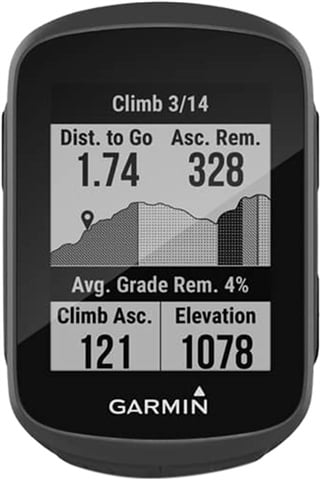 Climb 3/14
Dist. to Go Asc. Rem.
1.74 328
Avg. Grade Rem. 4%
Climb Asc. Elevation
121 1078
GARMIN